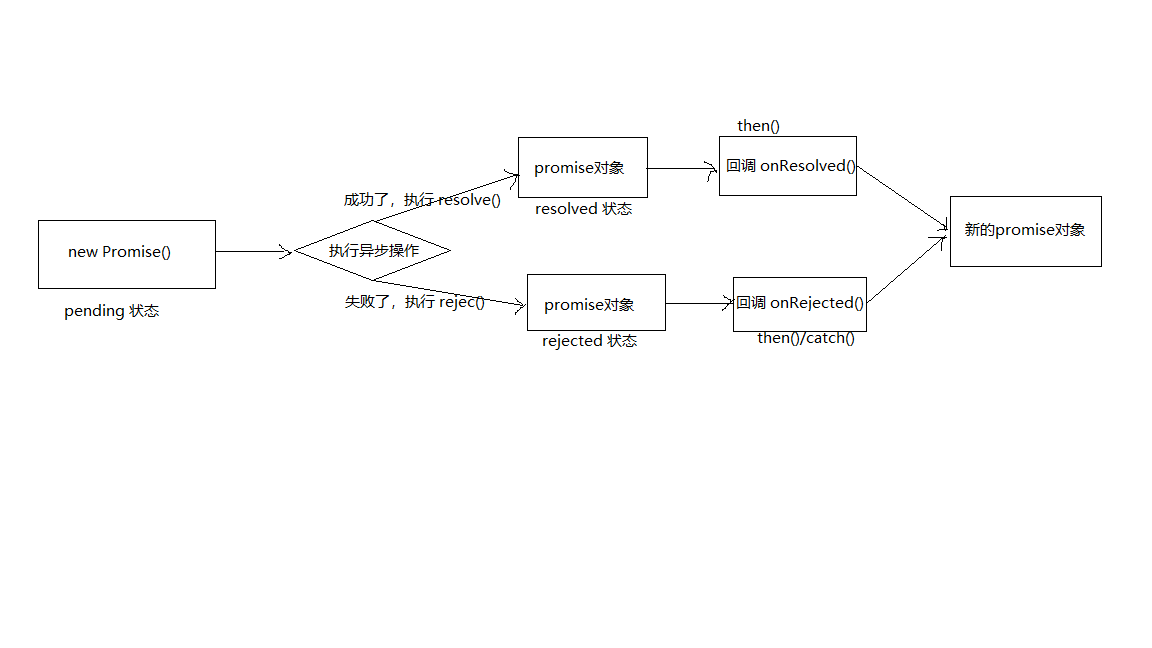 then()
promise对象
回调 onResolved()
成功了，执行 resolve()
resolved 状态
new Promise()
执行异步操作
新的promise对象
pending 状态
失败了，执行 rejec()
promise对象
回调 onRejected()
rejected 状态
then()/catch()